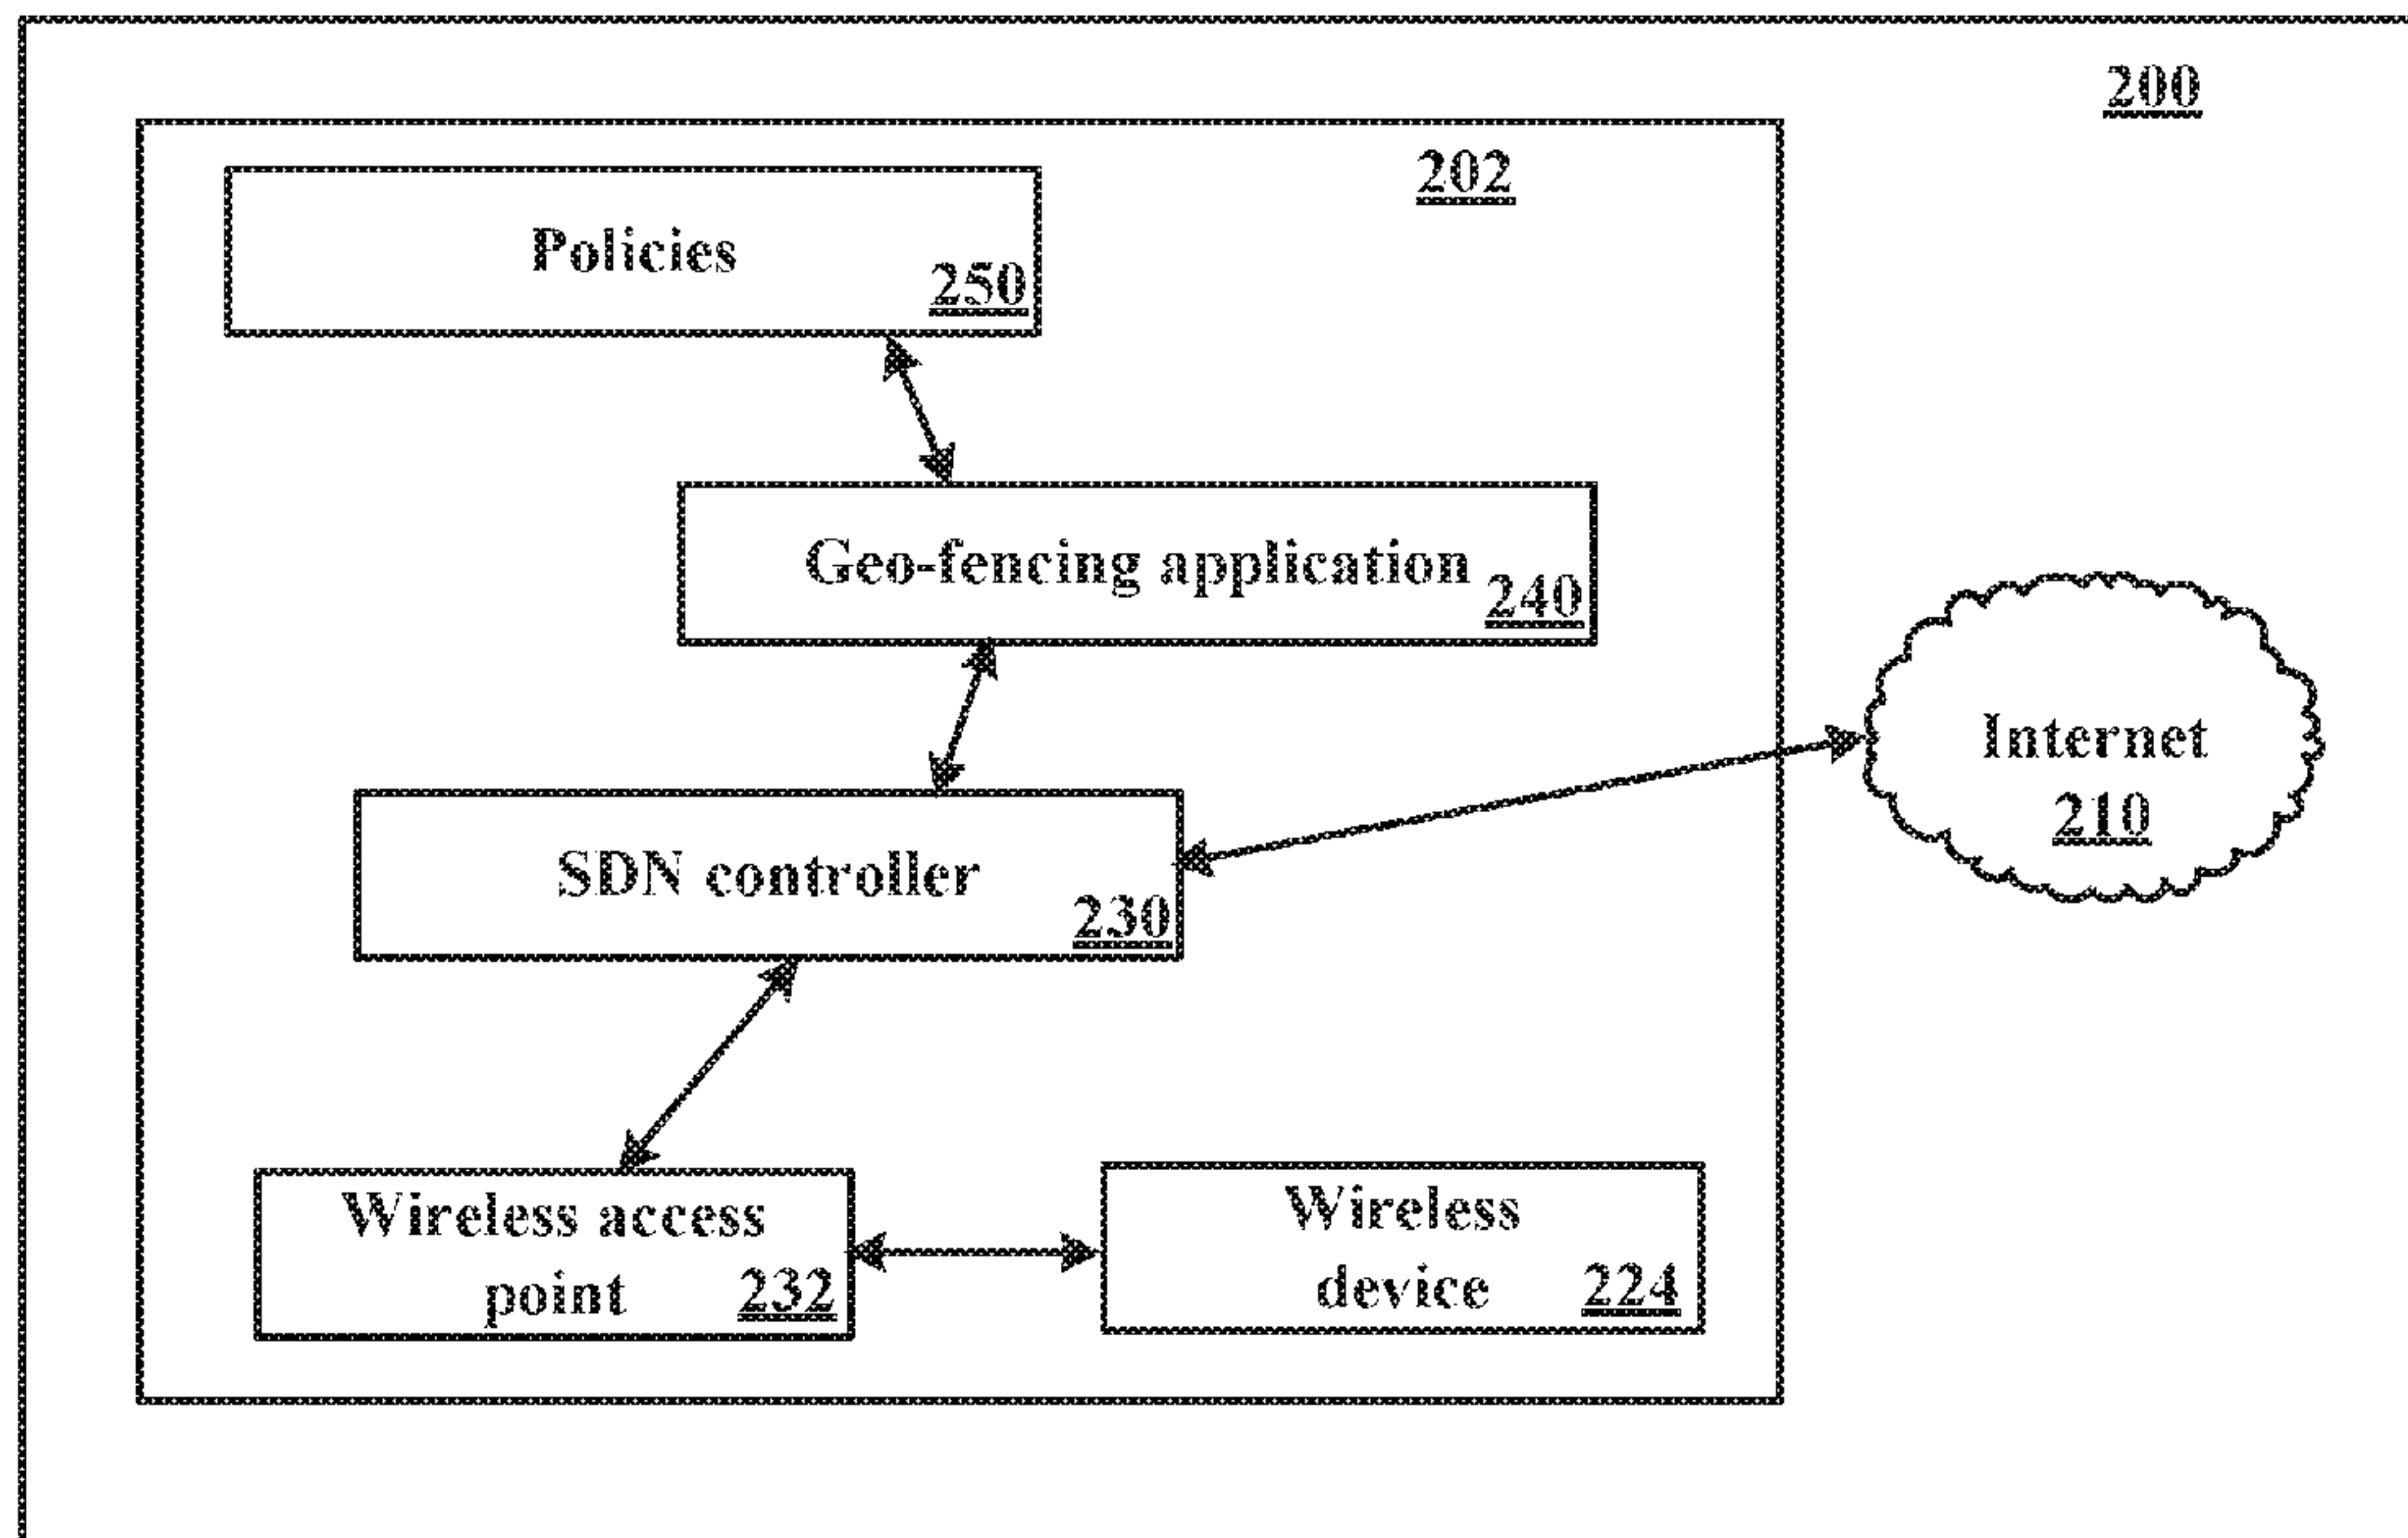 200
202
Policies
250
Geo-fencing application
240
Internet
210
SDN controller
230
Wireless access
point 232
Wireless
device 224